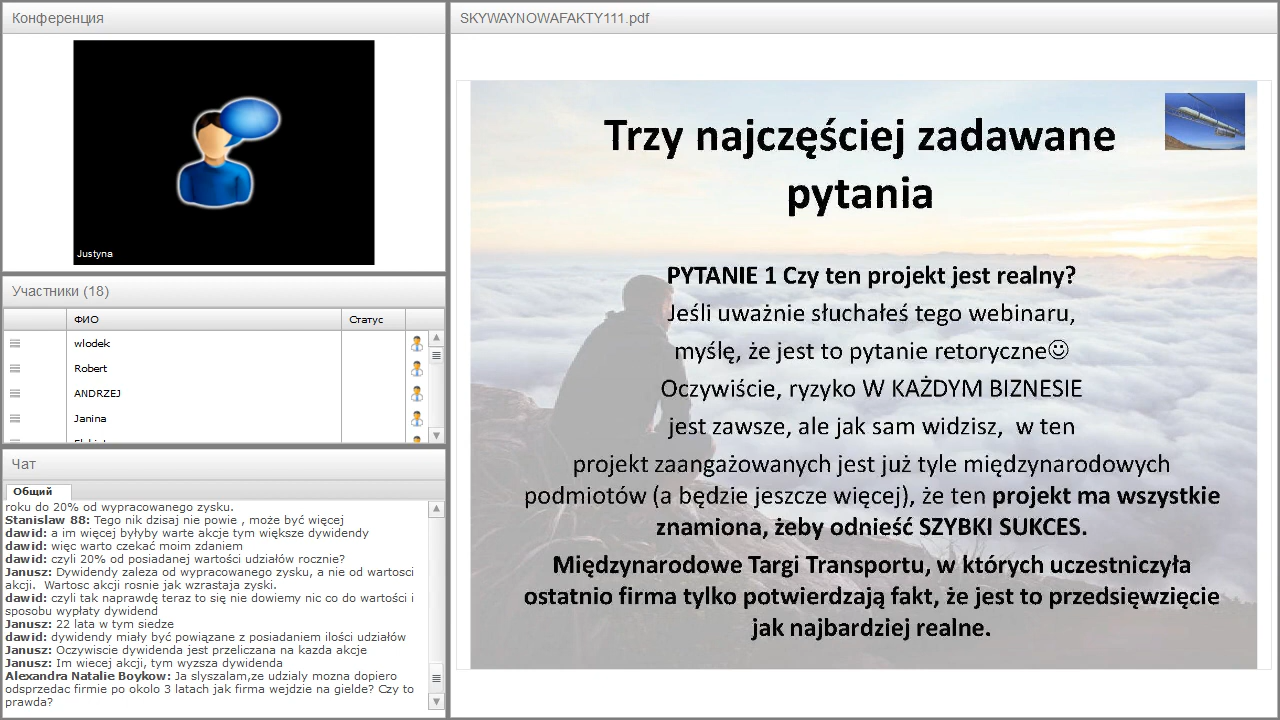 Конференция
Justyna
Участники (18)
ФИО
Статус
wlodek
Robert
ANDRZEJ
Janina
Чат
Общий
roku do 20% od wypracowanego zysku.
Stanislaw 88: Tego nik dzisaj nie powie , może być więcej
dawid: a im więcej byłyby warte akcje tym większe dywidendy
dawid: więc warto czekać moim zdaniem
dawid: czyli 20% od posiadanej wartości udziałów rocznie?
Janusz: Dywidendy zaleza od wypracowanego zysku, a nie od wartosci
akcji.  Wartosc akcji rosnie jak wzrastaja zyski.
dawid: czyli tak naprawdę teraz to się nie dowiemy nic co do wartości i
sposobu wypłaty dywidend
Janusz: 22 lata w tym siedze
dawid: dywidendy miały być powiązane z posiadaniem ilości udziałów
Janusz: Oczywiscie dywidenda jest przeliczana na kazda akcje
Janusz: Im wiecej akcji, tym wyzsza dywidenda
Alexandra Natalie Boykow: Ja slyszalam,ze udzialy mozna dopiero
odsprzedac firmie po okolo 3 latach jak firma wejdzie na gielde? Czy to
prawda?
SKYWAYNOWAFAKTY111.pdf
Trzy najczęściej zadawane
pytania
PYTANIE 1 Czy ten projekt jest realny?
Jeśli uważnie słuchałeś tego webinaru,
myślę, że jest to pytanie retoryczne☺
Oczywiście, ryzyko W KAŻDYM BIZNESIE
jest zawsze, ale jak sam widzisz,  w ten
projekt zaangażowanych jest już tyle międzynarodowych
podmiotów (a będzie jeszcze więcej), że ten projekt ma wszystkie
znamiona, żeby odnieść SZYBKI SUKCES.
Międzynarodowe Targi Transportu, w których uczestniczyła
ostatnio firma tylko potwierdzają fakt, że jest to przedsięwzięcie
jak najbardziej realne.